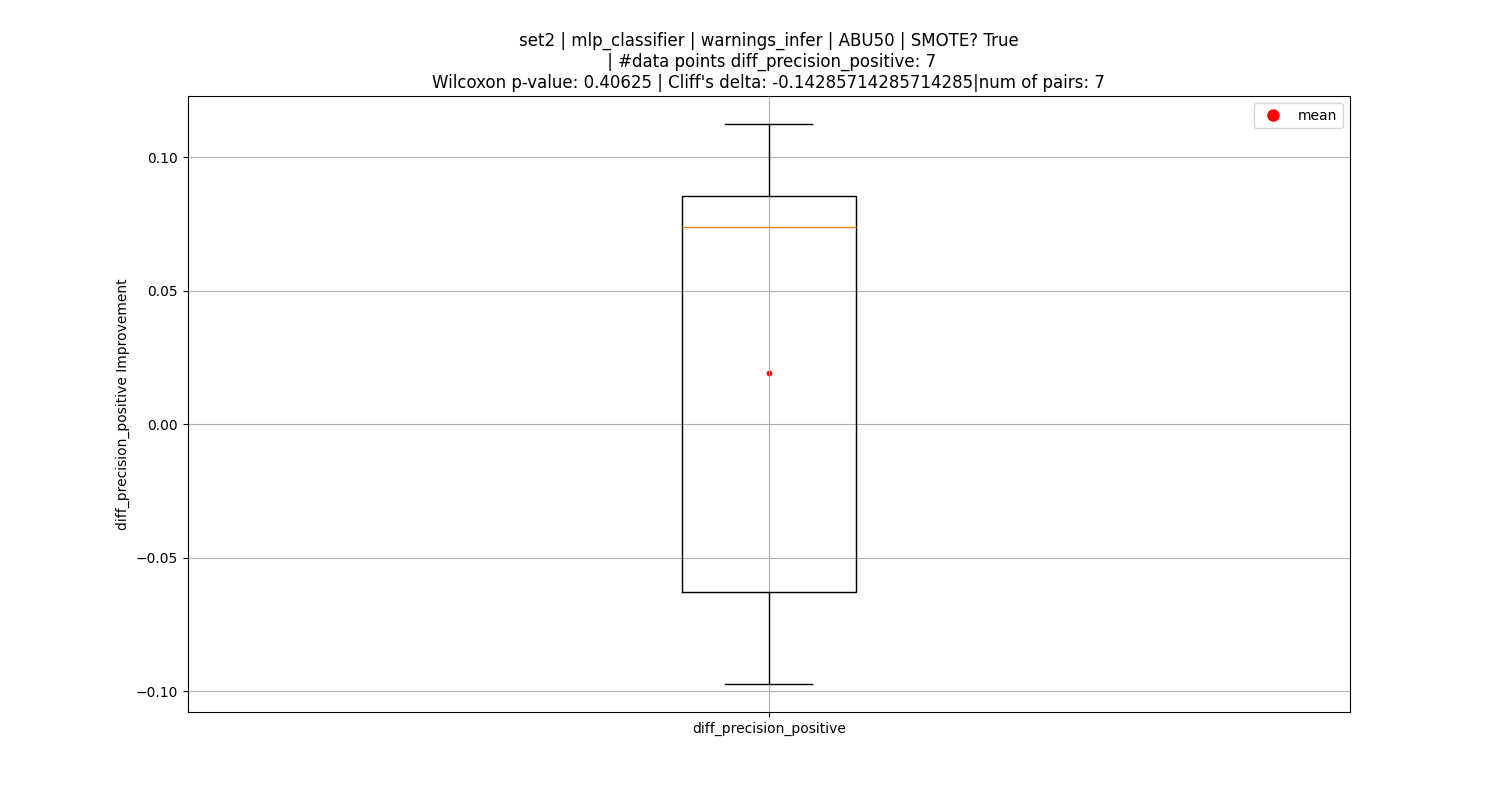 set2 | mlp_classifier | warnings_infer | ABU50 | SMOTE? True
| #data points diff_precision_positive: 7
Wilcoxon p-value: 0.40625 | Cliff's delta: -0.14285714285714285|num of pairs: 7
mean
0.10
0.05
0.00
−0.05
−0.10
diff_precision_positive Improvement
diff_precision_positive